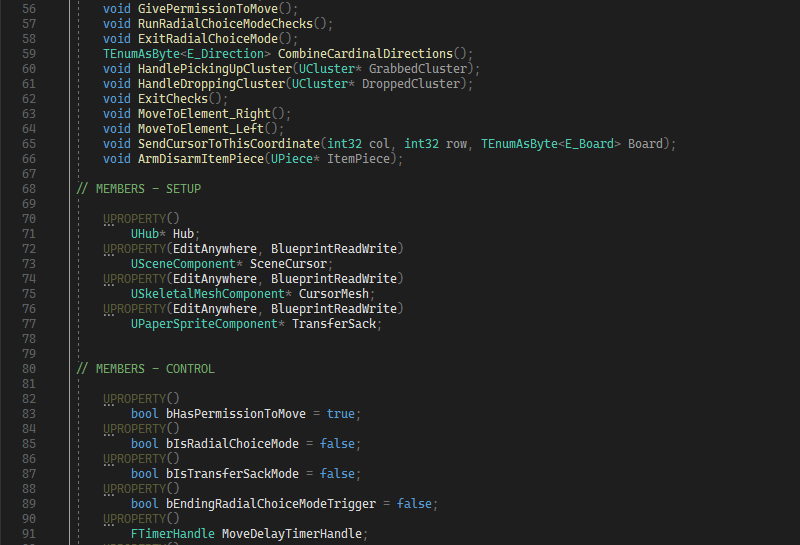 56 void GivePermissionToMove();
57 void RunRadialChoiceModeChecks();
58 void ExitRadialChoiceMode();
59 TEnumAsByte<E_Direction> CombineCardinalDirections();
60 void HandlePickingUpCluster(UCluster* GrabbedCluster);
61 void HandleDroppingCluster(UCluster* DroppedCluster);
62 void ExitChecks();
63 void MoveToElement_Right();
64 void MoveToElement_Left();
65 void SendCursorToThisCoordinate(int32 col, int32 row, TEnumAsByte<E_Board> Board);
66 void ArmDisarmItemPiece(UPiece* ItemPiece);
67
68 // MEMBERS - SETUP
69
70 UPROPERTY()
71 UHub* Hub;
72 UPROPERTY(EditAnywhere, BlueprintReadWrite)
73 USceneComponent* SceneCursor;
74 UPROPERTY(EditAnywhere, BlueprintReadWrite)
75 USkeletalMeshComponent* CursorMesh;
76 UPROPERTY(EditAnywhere, BlueprintReadWrite)
77 UPaperSpriteComponent* TransferSack;
78
79
80 // MEMBERS - CONTROL
81
82 UPROPERTY()
83 bool bHasPermissionToMove = true;
84 UPROPERTY()
85 bool bIsRadialChoiceMode = false;
86 UPROPERTY()
87 bool bIsTransferSackMode = false;
88 UPROPERTY()
89 bool bEndingRadialChoiceModeTrigger = false;
90 UPROPERTY()
91 FTimerHandle MoveDelayTimerHandle;